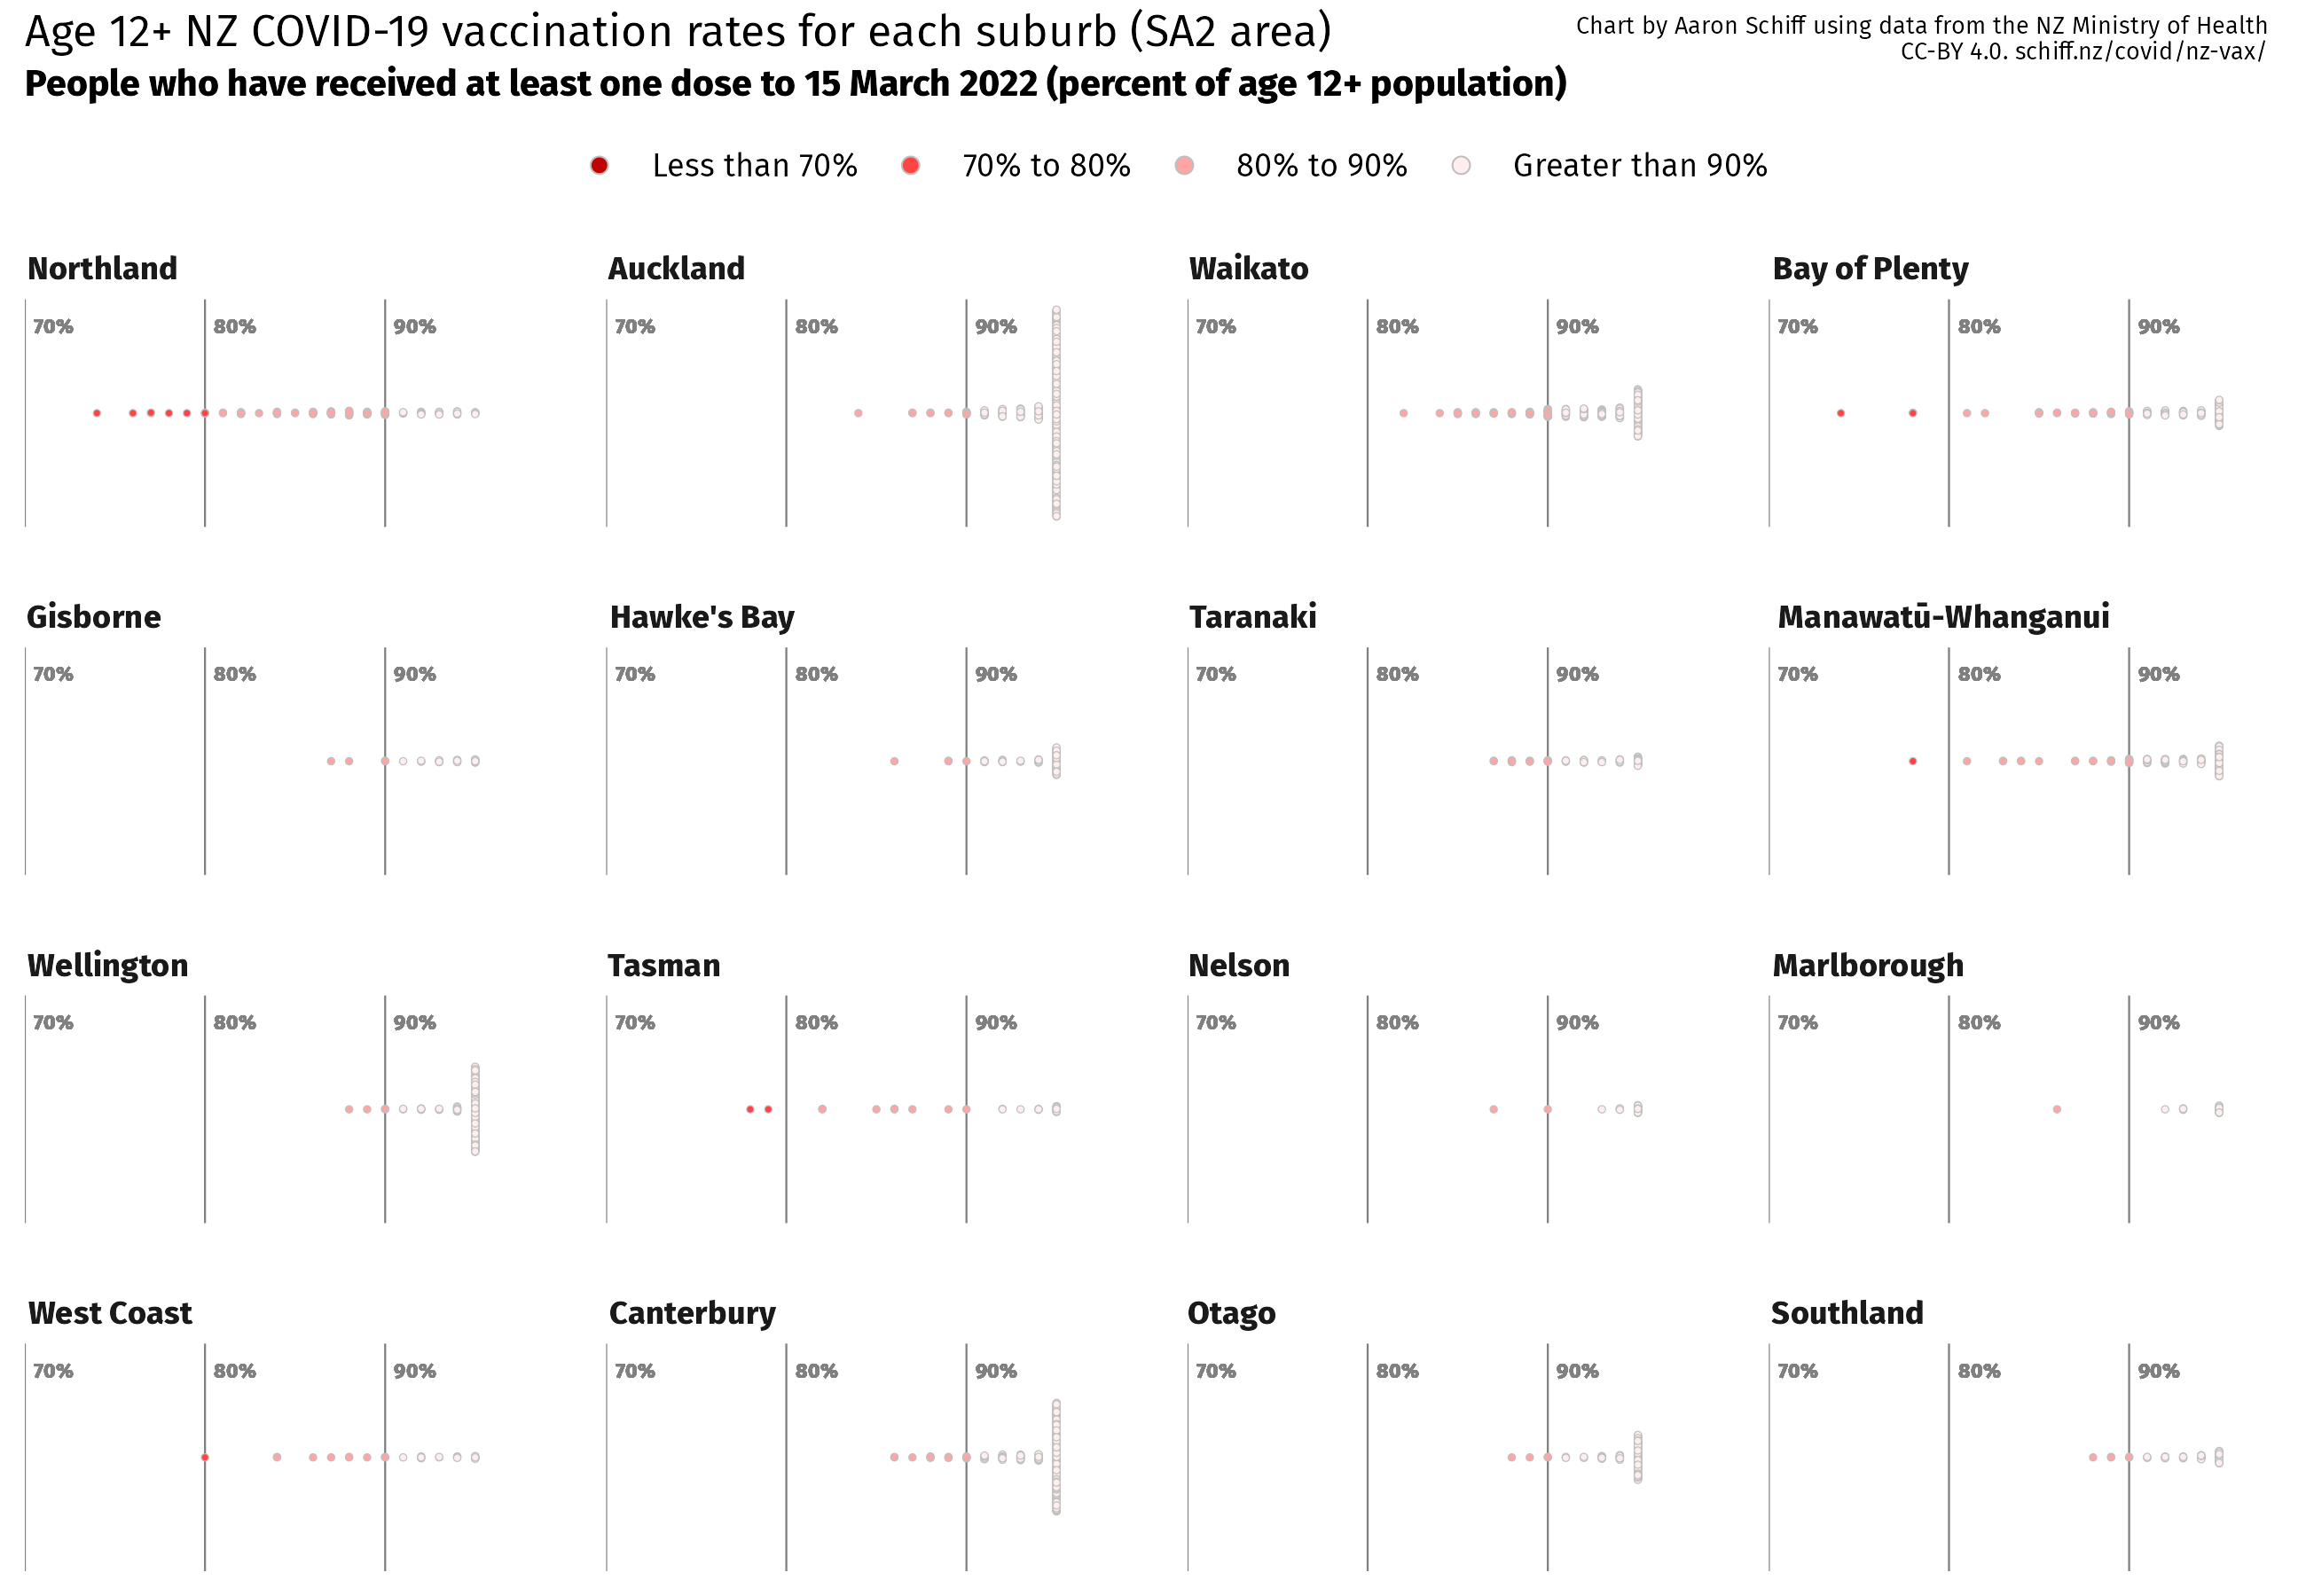 Age 12+ NZ COVID-19 vaccination rates for each suburb (SA2 area)
People who have received at least one dose to 15 March 2022 (percent of age 12+ population)
Chart by Aaron Schiff using data from the NZ Ministry of Health
CC-BY 4.0. schiff.nz/covid/nz-vax/
Less than 70% 70% to 80% 80% to 90% Greater than 90%
Northland Auckland Waikato Bay of Plenty
70% 80% 90% 70% 80% 90% 70% 80% 90% 70% 80% 90%
Gisborne Hawke's Bay Taranaki Manawatū-Whanganui
70% 80% 90% 70% 80% 90% 70% 80% 90% 70% 80% 90%
Wellington Tasman Nelson Marlborough
70% 80% 90% 70% 80% 90% 70% 80% 90% 70% 80% 90%
West Coast Canterbury Otago Southland
70% 80% 90% 70% 80% 90% 70% 80% 90% 70% 80% 90%